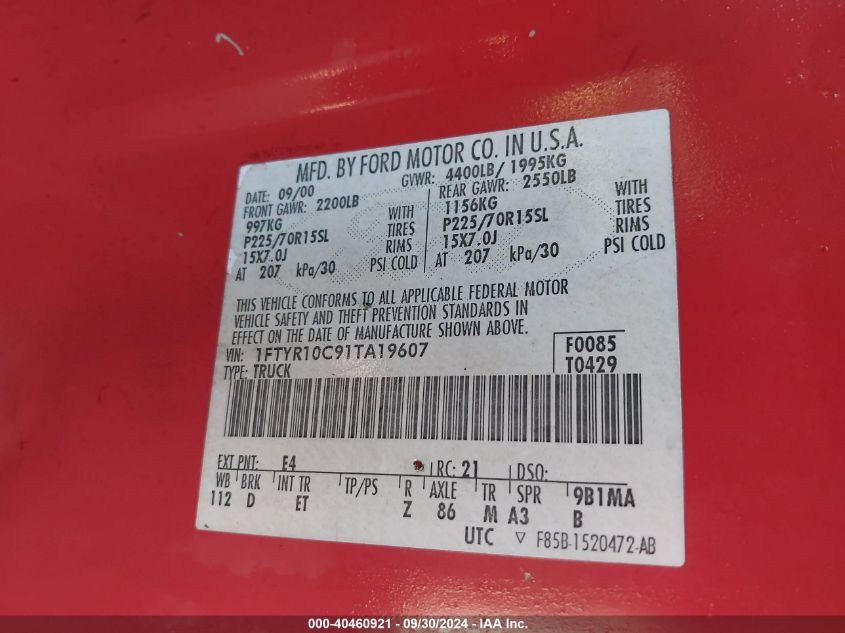 MFD. BY FORD MOTOR CO. IN U.S.A.
DATE: 09/00 GVWR: 4400LB/ 1995KG
FRONT GAWR: 2200LB REAR GAWR: 2550LB
997KG WITH 1156KG WITH
P225/70R15SL TIRES P225/70R15SL TIRES
15X7.0J RIMS 15X7.0J RIMS
AT 207 kPa/30 PSI COLD AT 207 kPa/30 PSI COLD
THIS VEHICLE CONFORMS TO ALL APPLICABLE FEDERAL MOTOR
VEHICLE SAFETY AND THEFT PREVENTION STANDARDS IN
EFFECT ON THE DATE OF MANUFACTURE SHOWN ABOVE.
VIN: 1FTYR10C91TA19607 F0085
TYPE: TRUCK T0429
EXT PNT: E4 RC: 21 DSO:
WB BRK INT TR TP/PS R AXLE TR SPR 9B1MA
112 D ET Z 86 M A3 B
UTC ▽ F85B-1520472-AB
000-40460921 - 09/30/2024 - IAA Inc.